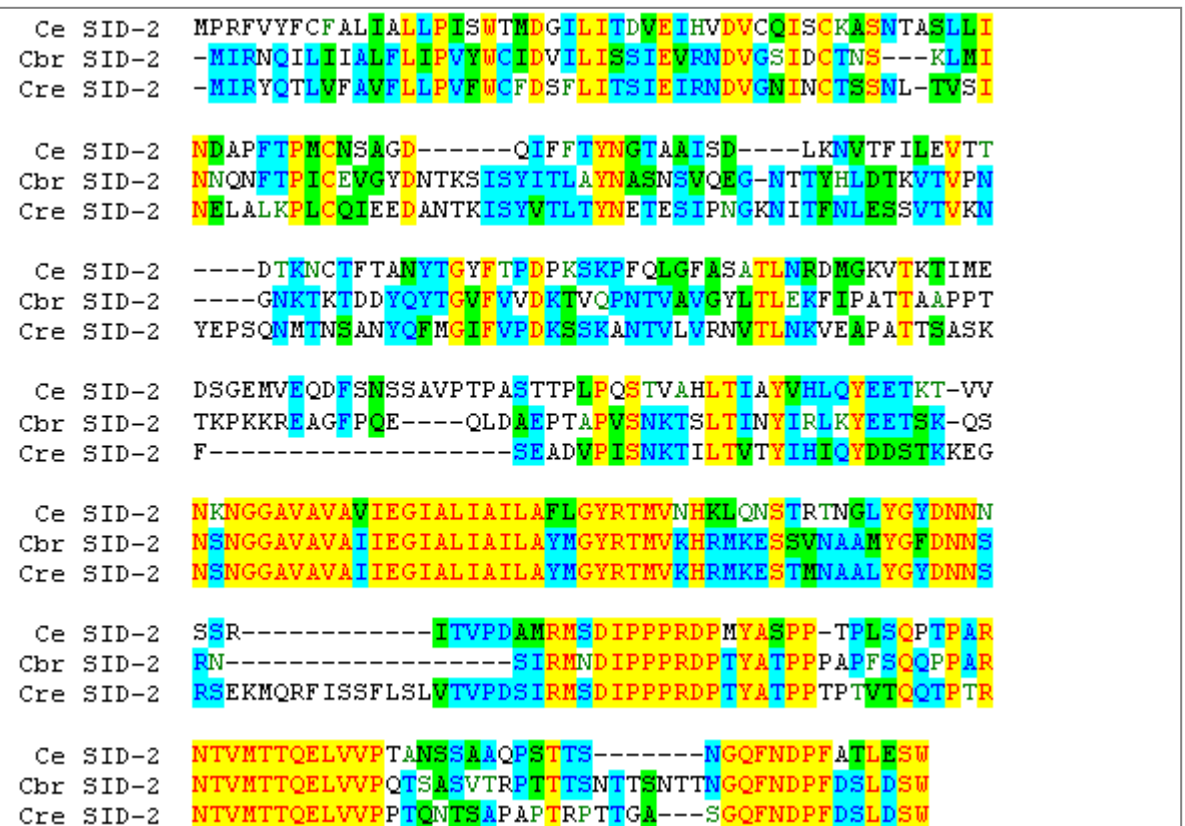 Ce SID-2 MPRFVYFCFALIALLPISWTMDGILITDVEIHVDVCQISCKASNTASLLI
Cbr SID-2 -MIRNQILIIALFLIPVYWCIDVILISSIEVRNDVGSIDCTNS---KLMI
Cre SID-2 -MIRYQTLVFAVFLLPVFWCFDSFLITSIEIRNDVGNINCTSSNL-TVSI
Ce SID-2 NDAPFTPMCNSAGD------QIFFTYNGTAAISD----LKNVTFILEVTT
Cbr SID-2 NNQNFTPICEVGYDNTKSISYITLAYNASNSVQEG-NTTYHLDTKVTVPN
Cre SID-2 NELALKPLCQIEEDANTKISYVTLTYNETESIPNGKNITFNLESSVTVKN
Ce SID-2 ----DTKNCTFTANYTGYFTPDPKSKPFQLGFASATLNRDMGKVTKTIME
Cbr SID-2 ----GNKTKTDDYQYTGVFVVDKTVQPNTVAVGYLTLEKFIPATTAAPPT
Cre SID-2 YEPSQNMTNSANYQFMGIFVPDKSSKANTVLVRNVTLNKVEAPATTSASK
Ce SID-2 DSGEMVEQDFSNSSAVPTPASTTPLPQSTVAHLTIAYVHLQYEETKT-VV
Cbr SID-2 TKPKKREAGFPQE----QLDAEPTAPVSNKTSLTINYIRLKYEETSK-QS
Cre SID-2 F-------------------SEADVPISNKTILTVTYIHIQYDDSTKKEG
Ce SID-2 NKNGGAVAVAVIEGIALIAILAFLGYRTMVNHKLQNSTRTNGLYGYDNNN
Cbr SID-2 NSNGGAVAVAIIEGIALIAILAYMGYRTMVKHRMKESSVNAAMYGFDNNS
Cre SID-2 NSNGGAVAVAIIEGIALIAILAYMGYRTMVKHRMKESTMNAALYGYDNNS
Ce SID-2 SSR------------ITVPDAMRMSDIPPPRDPMYASPP-TPLSQPTPAR
Cbr SID-2 RN------------------SIRMNDIPPPRDPTYATPPPAPFSQQPPAR
Cre SID-2 RSEKMQRFISSFLSLVTVPDSIRMSDIPPPRDPTYATPPTPTVTQQTPTR
Ce SID-2 NTVMTTQELVVPTANSSAAQPSTTS-------NGQFNDPFATLESW
Cbr SID-2 NTVMTTQELVVPQTSASVTRPTTTSNTTSNTTNGQFNDPFDSLDSW
Cre SID-2 NTVMTTQELVVPPTQNTSAPAPTRPTTGA---SGQFNDPFDSLDSW